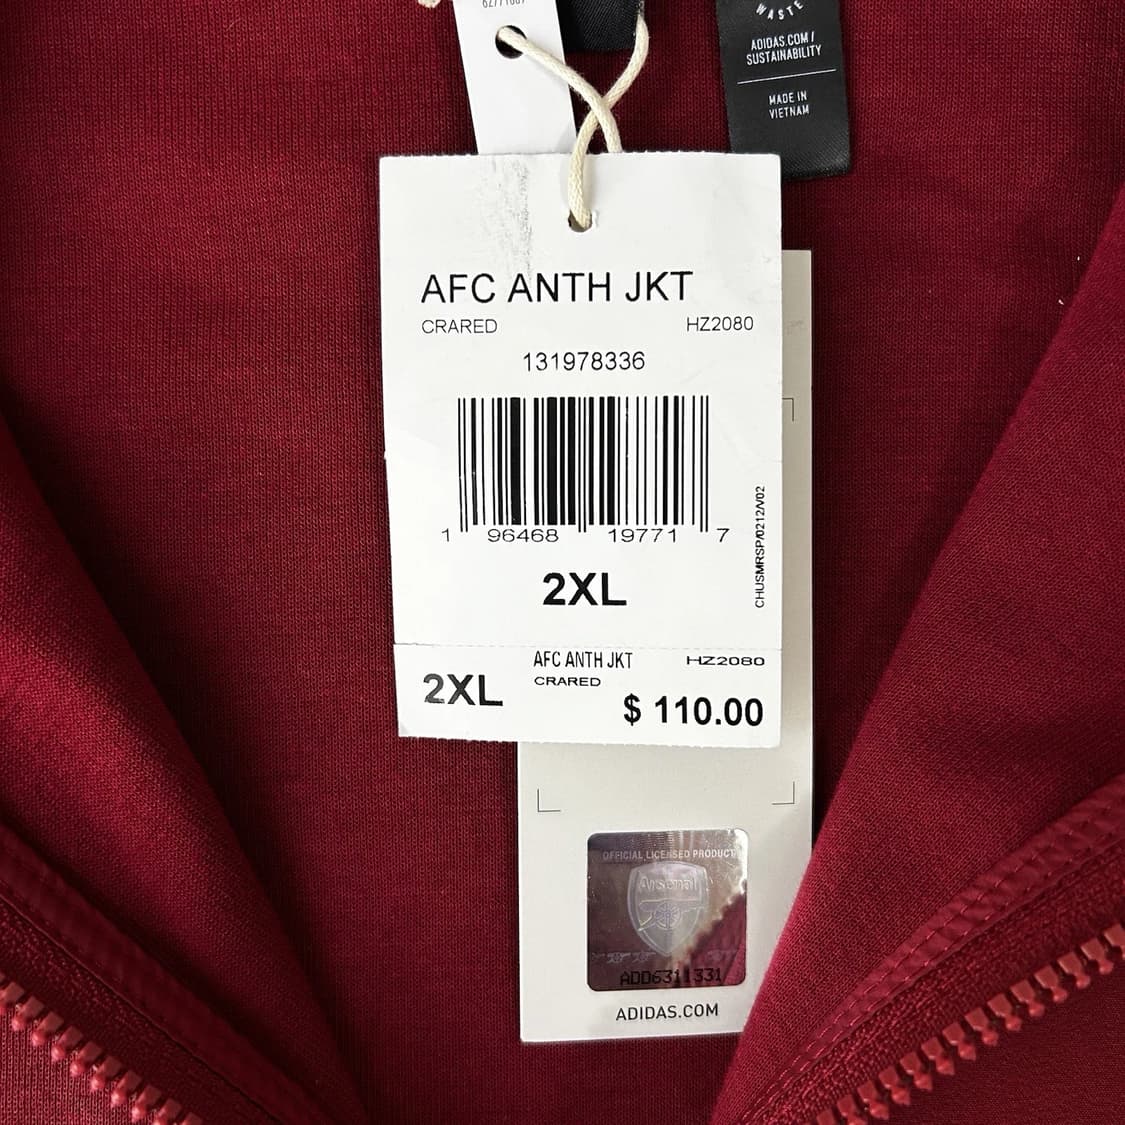 WASTE
ADIDAS.COM/
SUSTAINABILITY
MADE IN
VIETNAM
AFC ANTH JKT
CRARED HZ2080
131978336
1 96468 19771 7
CHUSMRSP/0212/V02
2XL
AFC ANTH JKT HZ2080
2XL CRARED
$ 110.00
OFFICIAL LICENSED PRODUCT
Arsenal
ADD6311331
ADIDAS.COM